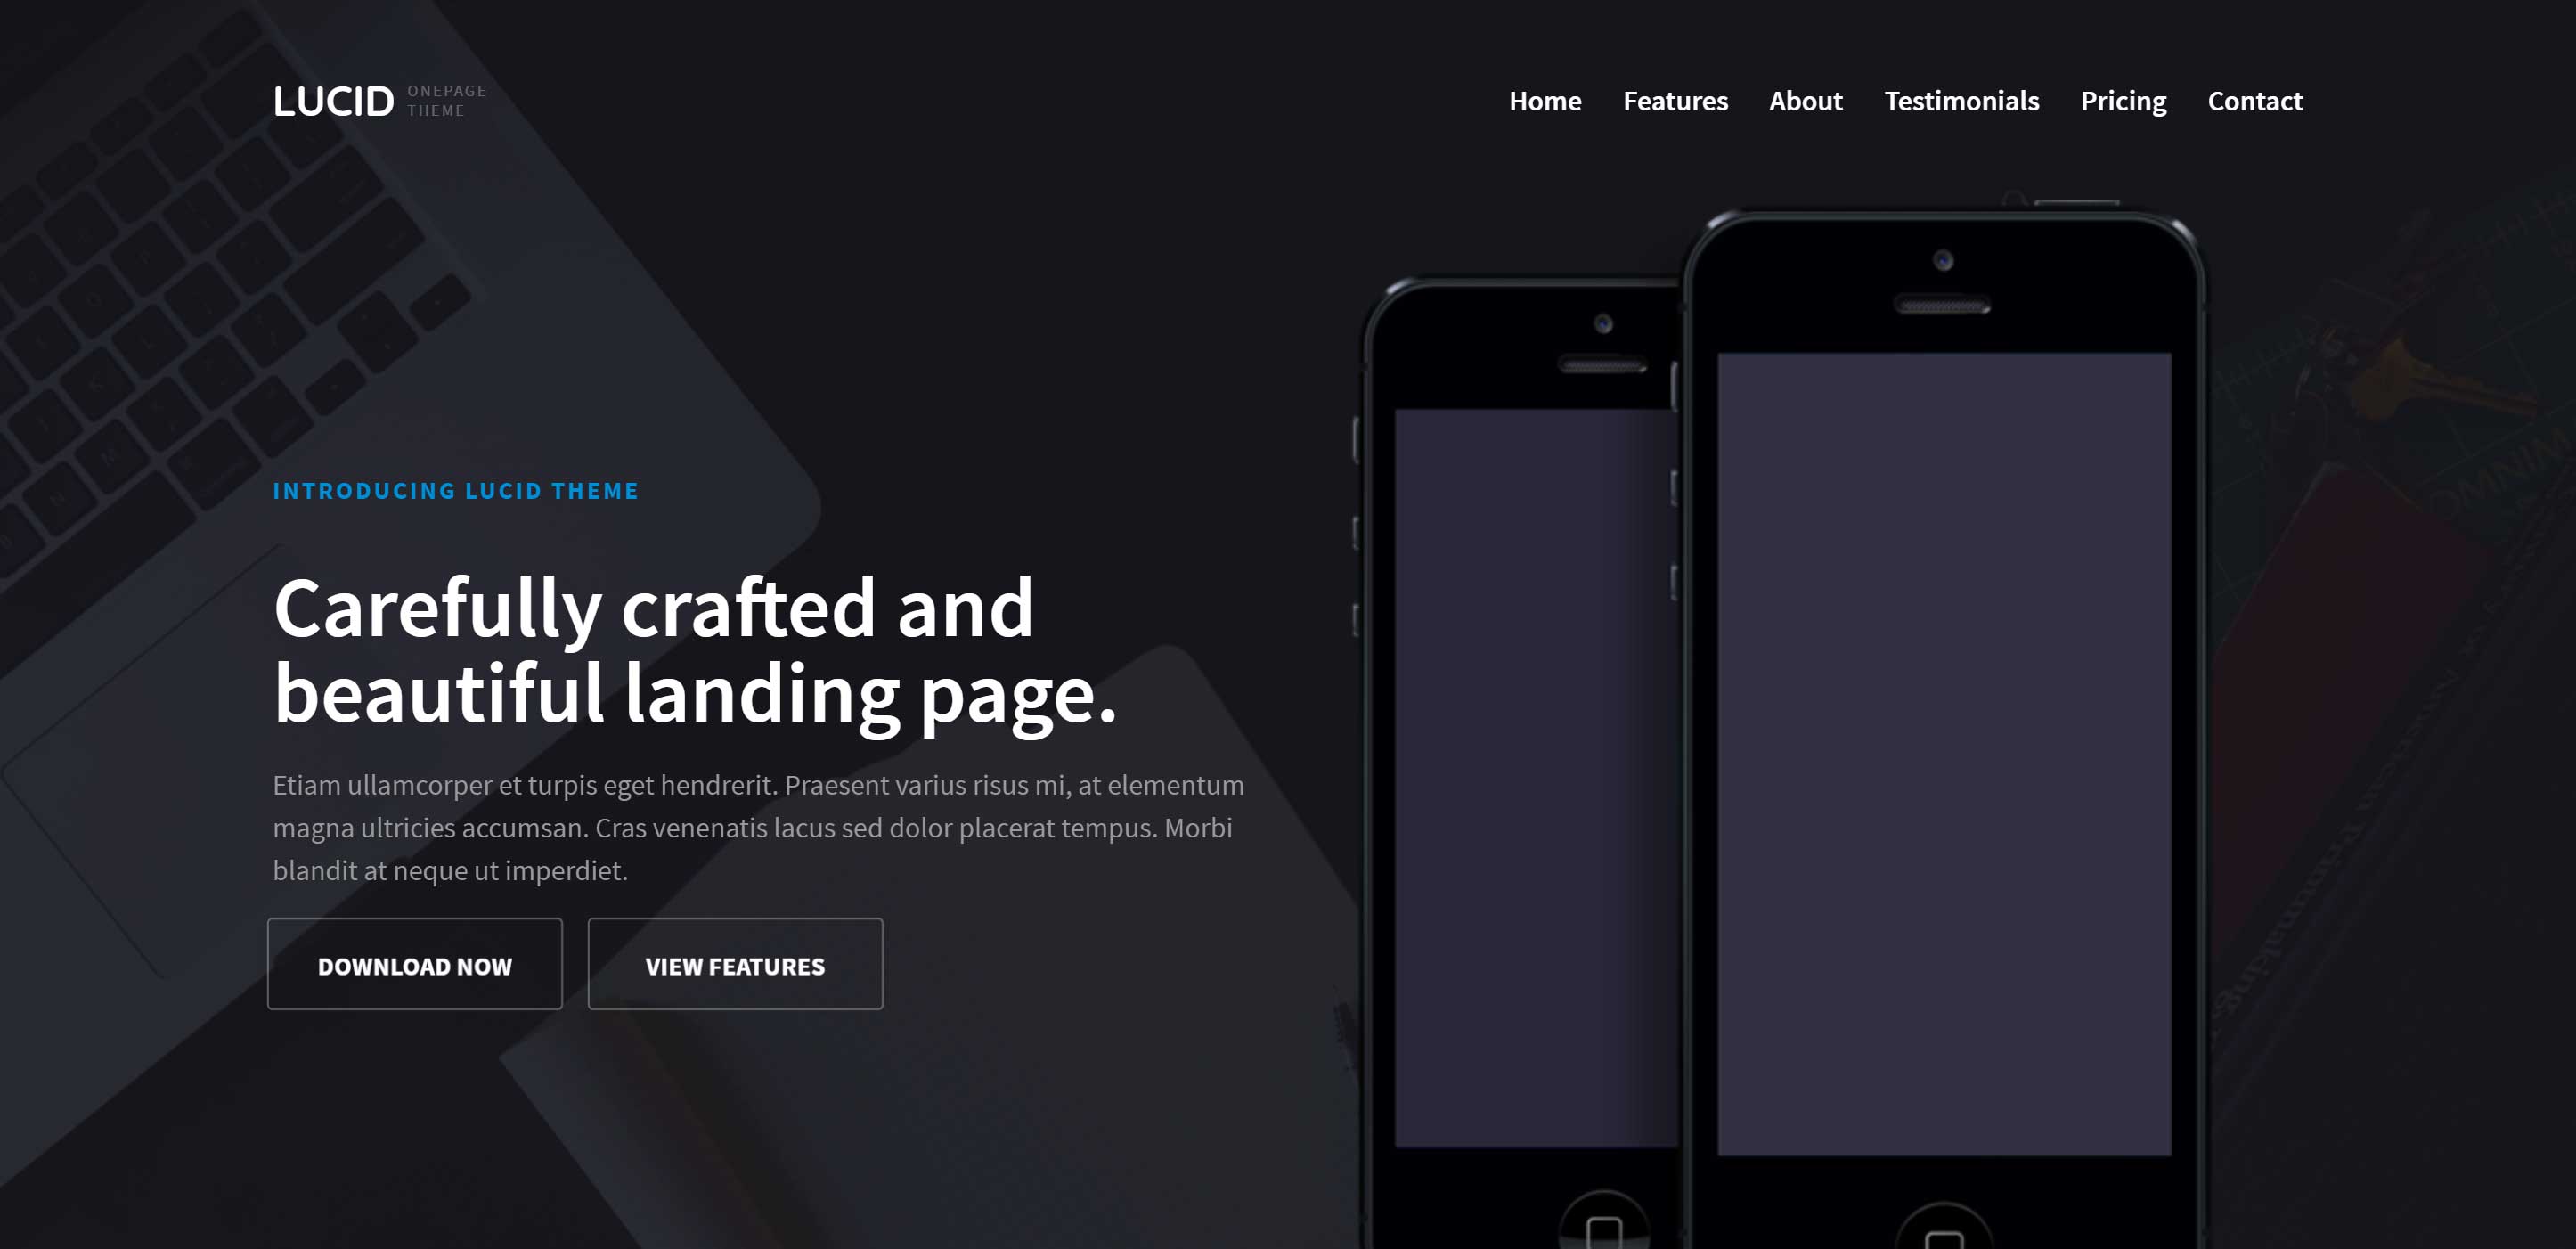 LUCID ONEPAGE
THEME
Home Features About Testimonials Pricing Contact
INTRODUCING LUCID THEME
Carefully crafted and
beautiful landing page.
Etiam ullamcorper et turpis eget hendrerit. Praesent varius risus mi, at elementum
magna ultricies accumsan. Cras venenatis lacus sed dolor placerat tempus. Morbi
blandit at neque ut imperdiet.
DOWNLOAD NOW VIEW FEATURES